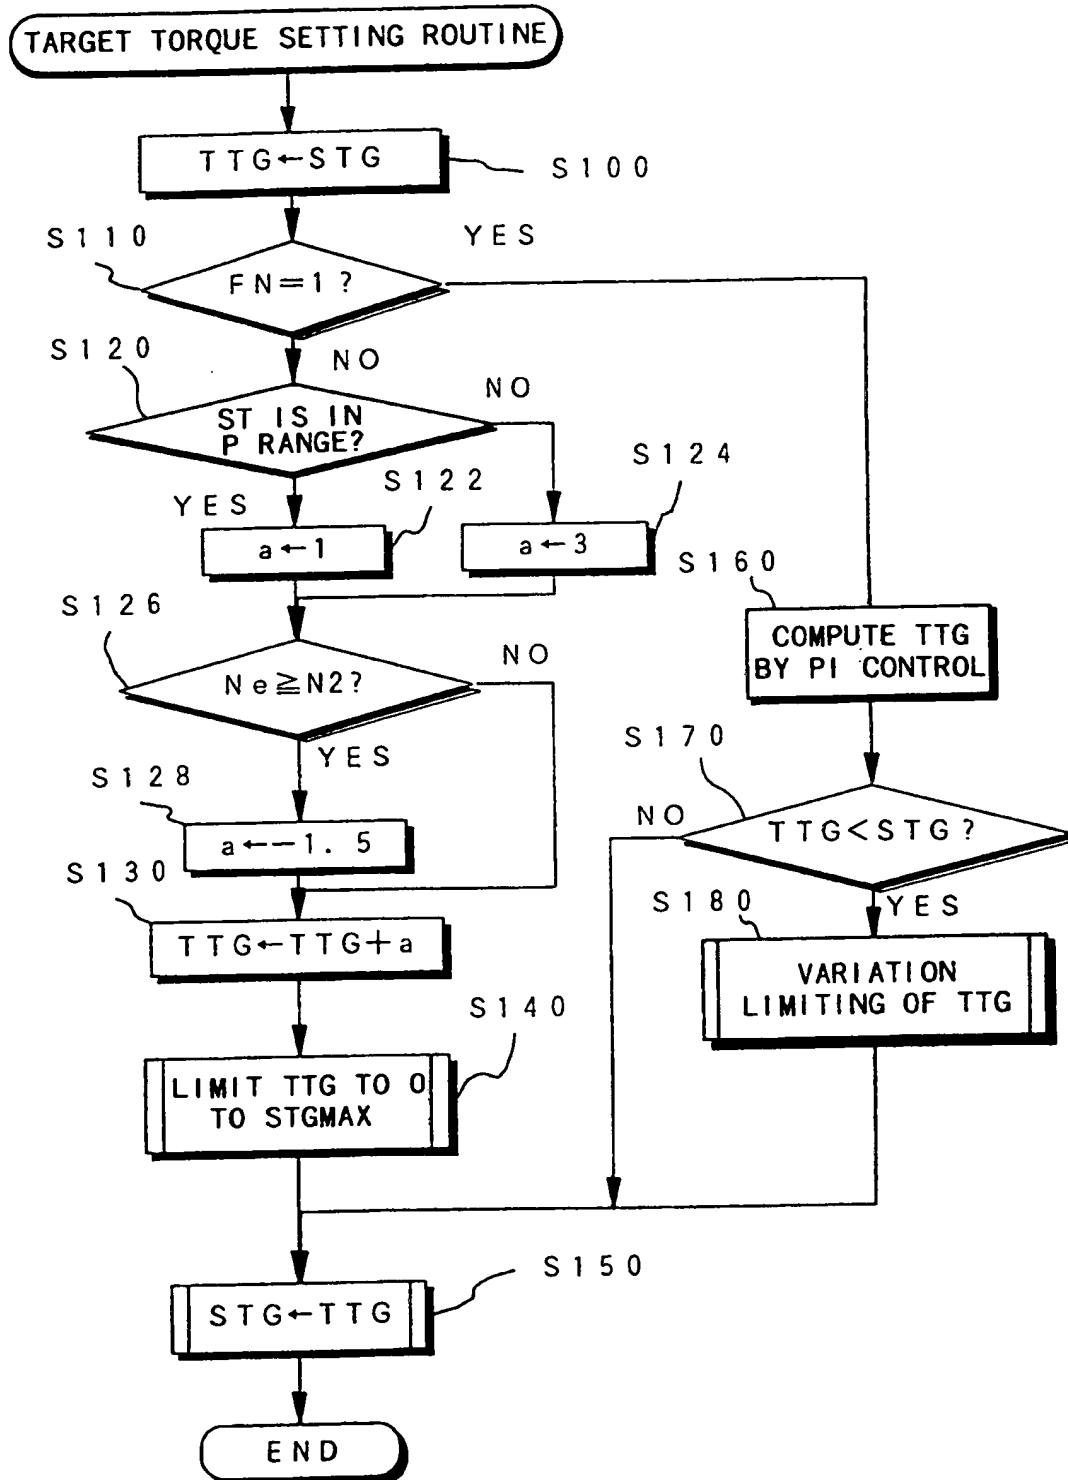 TARGET TORQUE SETTING ROUTINE
TTG←STG
S100
S110
YES
FN=1?
S120
NO
NO
ST IS IN
P RANGE?
S124
S122
YES
a←1
a←3
S160
S126
COMPUTE TTG
BY PI CONTROL
NO
Ne≧N2?
S170
YES
S128
NO
TTG<STG?
a←−1.5
S130
S180
YES
TTG←TTG+a
VARIATION
LIMITING OF TTG
S140
LIMIT TTG TO 0
TO STGMAX
S150
STG←TTG
END